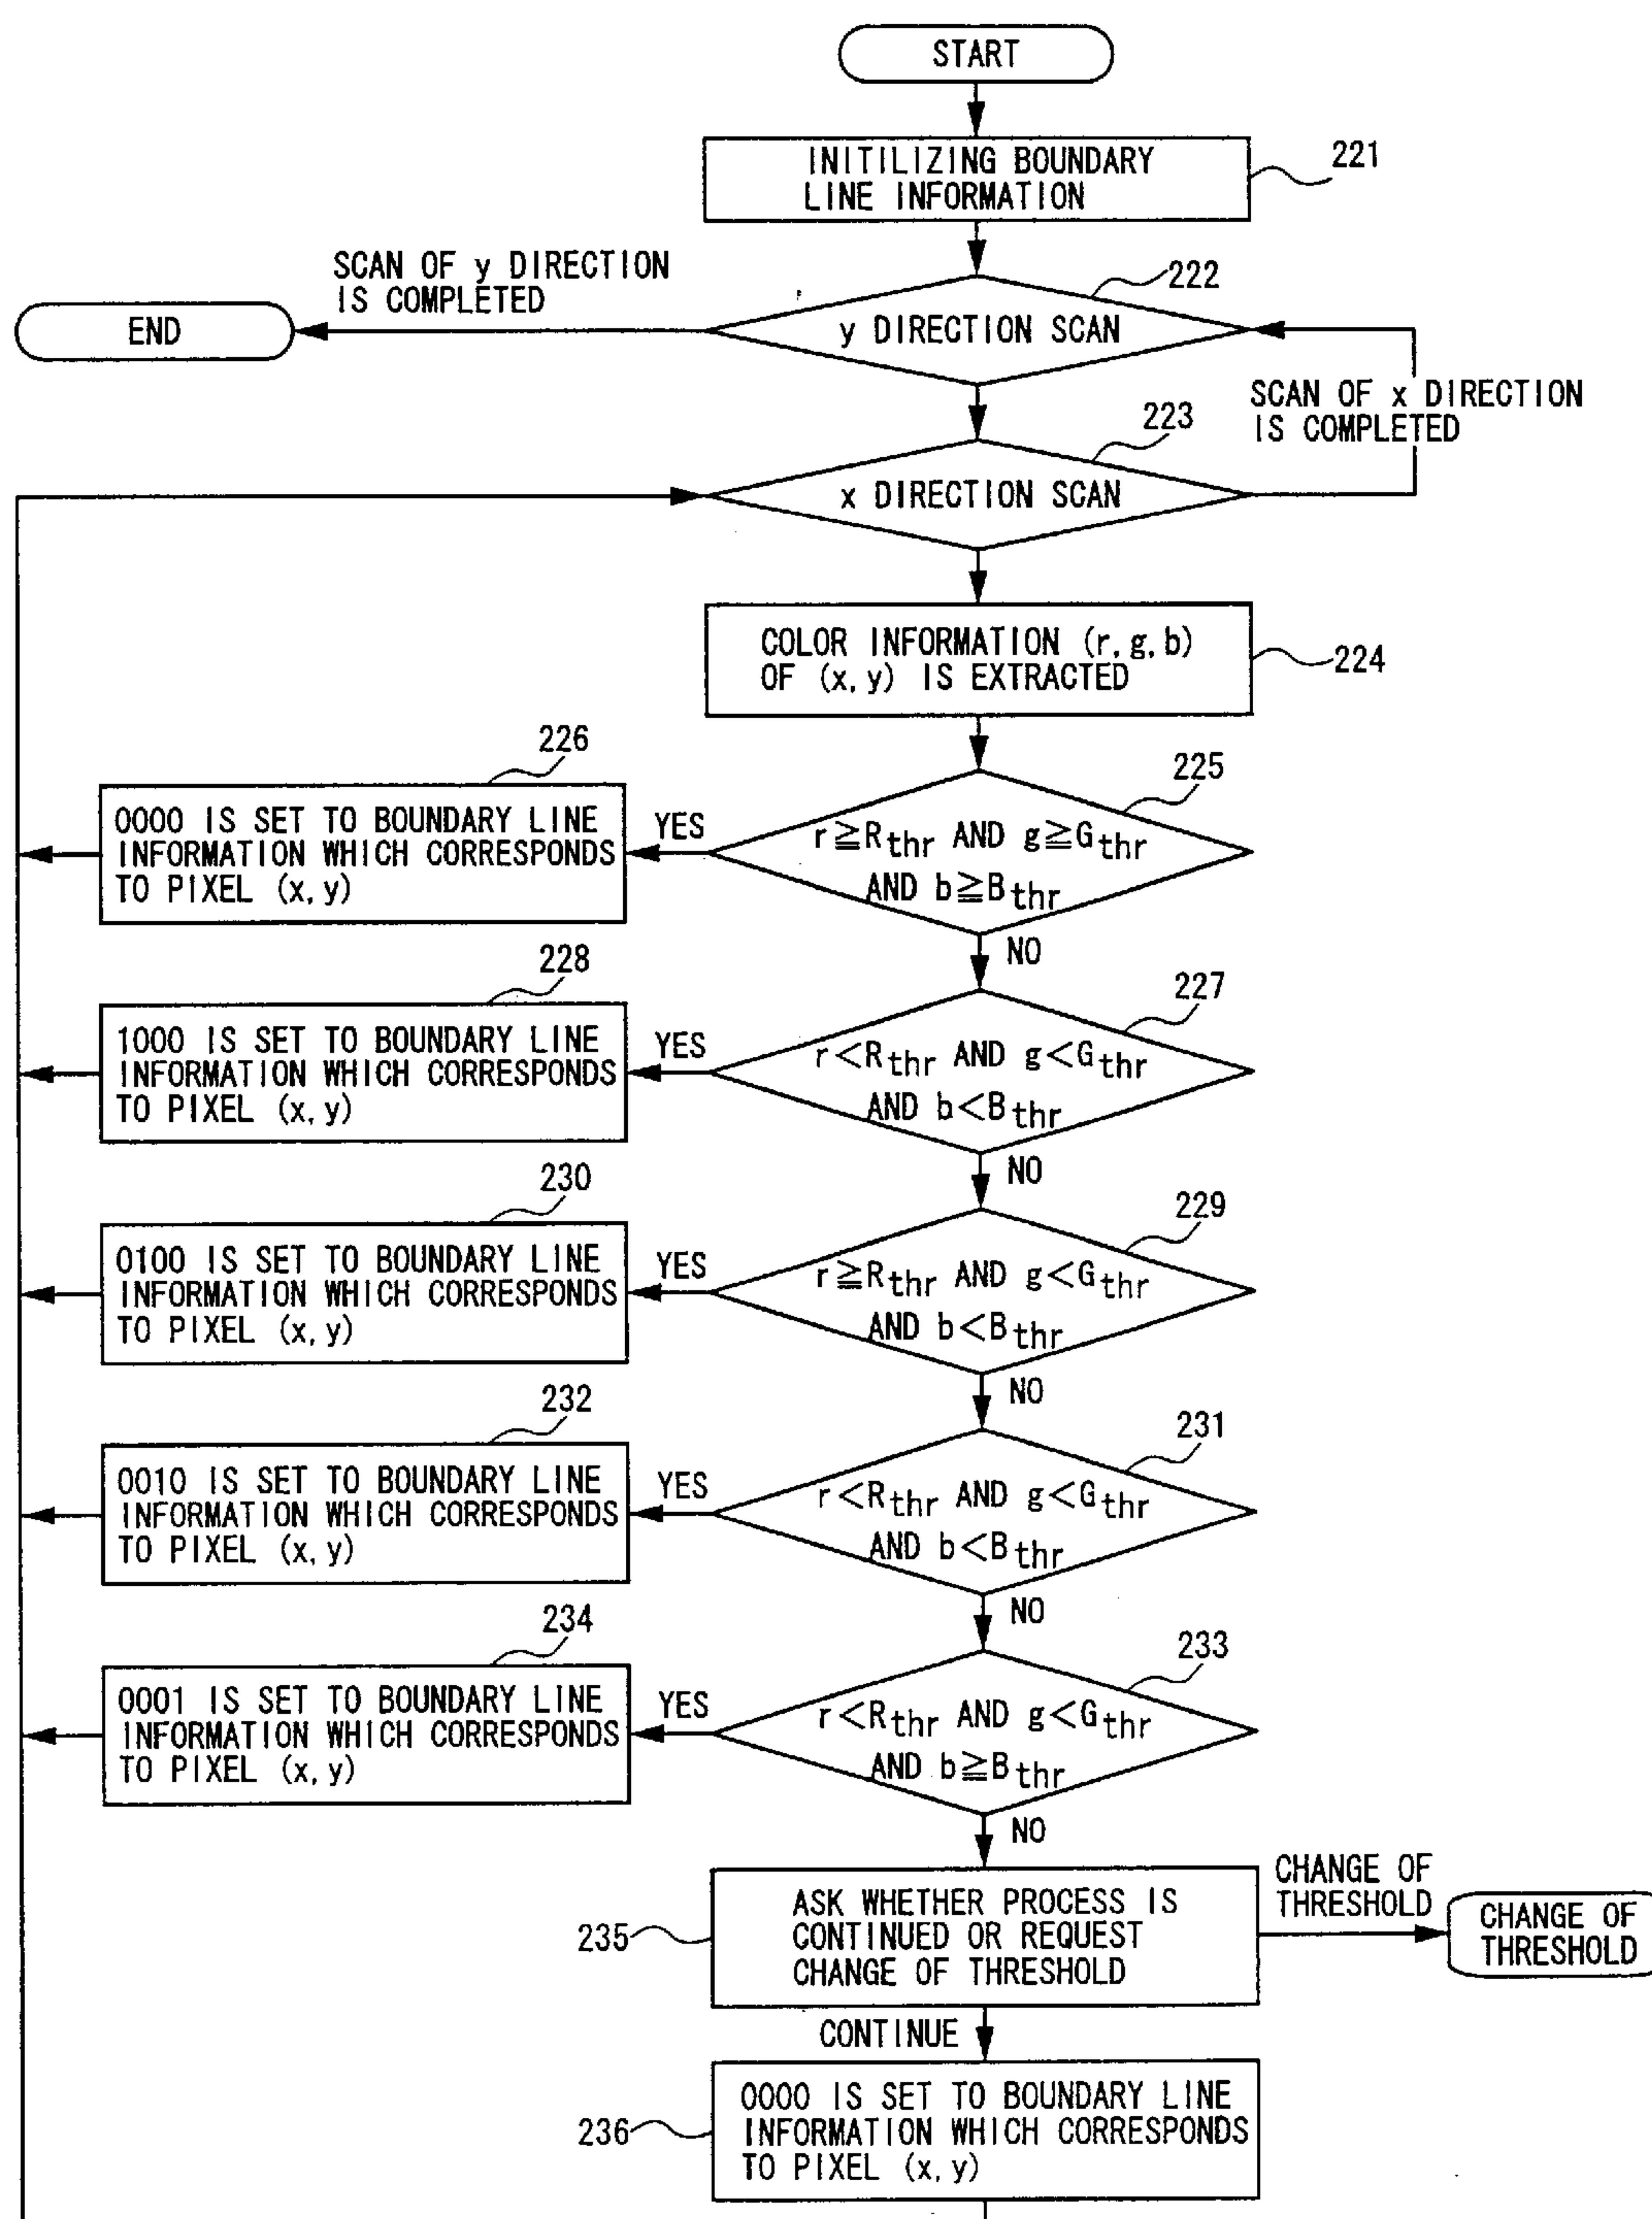 START
INITILIZING BOUNDARY
LINE INFORMATION
221
SCAN OF y DIRECTION
IS COMPLETED
222
END
y DIRECTION SCAN
SCAN OF x DIRECTION
IS COMPLETED
223
x DIRECTION SCAN
COLOR INFORMATION (r, g, b)
OF (x, y) IS EXTRACTED
224
226
225
0000 IS SET TO BOUNDARY LINE
INFORMATION WHICH CORRESPONDS
TO PIXEL (x, y)
YES
r≧Rthr AND g≧Gthr
AND b≧Bthr
NO
228
227
1000 IS SET TO BOUNDARY LINE
INFORMATION WHICH CORRESPONDS
TO PIXEL (x, y)
YES
r<Rthr AND g<Gthr
AND b<Bthr
NO
230
229
0100 IS SET TO BOUNDARY LINE
INFORMATION WHICH CORRESPONDS
TO PIXEL (x, y)
YES
r≧Rthr AND g<Gthr
AND b<Bthr
NO
232
231
0010 IS SET TO BOUNDARY LINE
INFORMATION WHICH CORRESPONDS
TO PIXEL (x, y)
YES
r<Rthr AND g<Gthr
AND b<Bthr
NO
234
233
0001 IS SET TO BOUNDARY LINE
INFORMATION WHICH CORRESPONDS
TO PIXEL (x, y)
YES
r<Rthr AND g<Gthr
AND b≧Bthr
NO
235
ASK WHETHER PROCESS IS
CONTINUED OR REQUEST
CHANGE OF THRESHOLD
CHANGE OF
THRESHOLD
CHANGE OF
THRESHOLD
CONTINUE
236
0000 IS SET TO BOUNDARY LINE
INFORMATION WHICH CORRESPONDS
TO PIXEL (x, y)